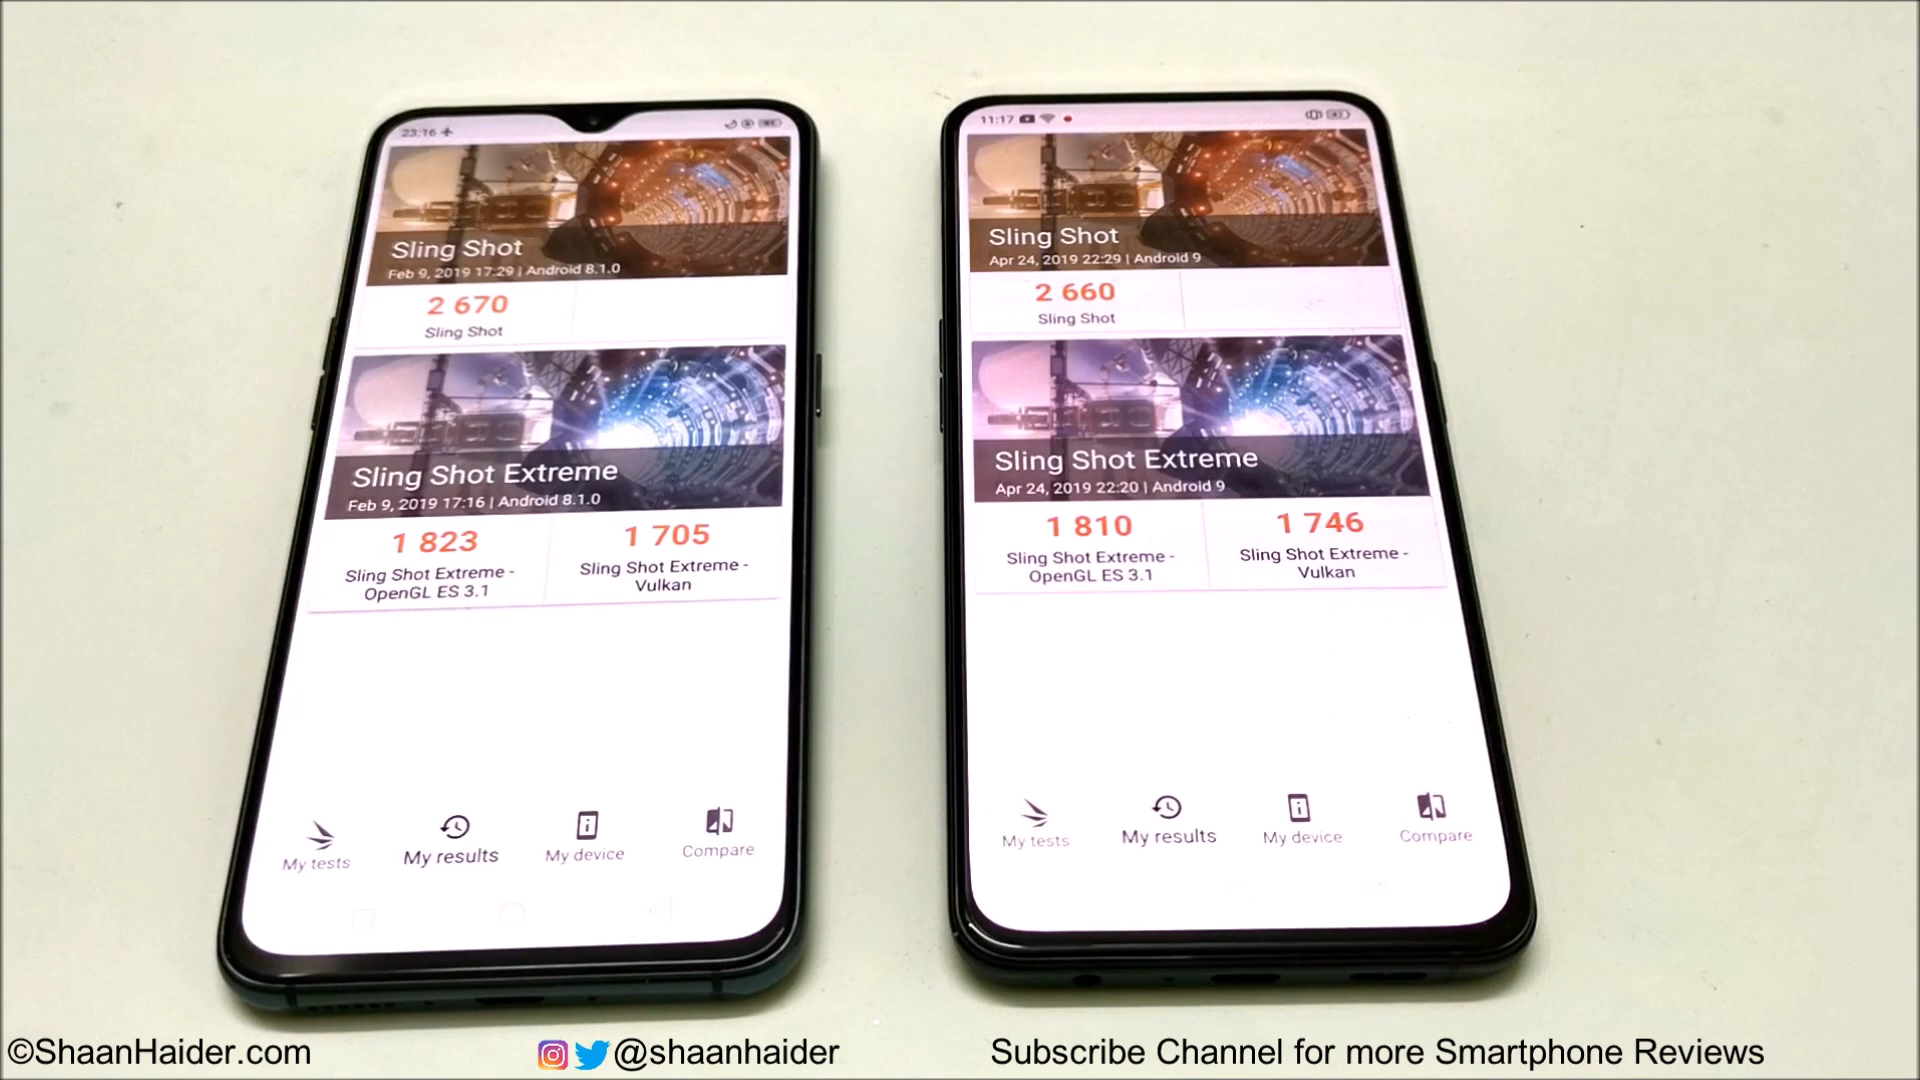 23:16
Sling Shot
Feb 9, 2019 17:29 | Android 8.1.0
2 670
Sling Shot
Sling Shot Extreme
Feb 9, 2019 17:16 | Android 8.1.0
1 823
Sling Shot Extreme -
OpenGL ES 3.1
1 705
Sling Shot Extreme -
Vulkan
My tests
My results
My device
Compare
11:17
Sling Shot
Apr 24, 2019 22:29 | Android 9
2 660
Sling Shot
Sling Shot Extreme
Apr 24, 2019 22:20 | Android 9
1 810
Sling Shot Extreme -
OpenGL ES 3.1
1 746
Sling Shot Extreme -
Vulkan
My tests
My results
My device
Compare
©ShaanHaider.com
@shaanhaider
Subscribe Channel for more Smartphone Reviews